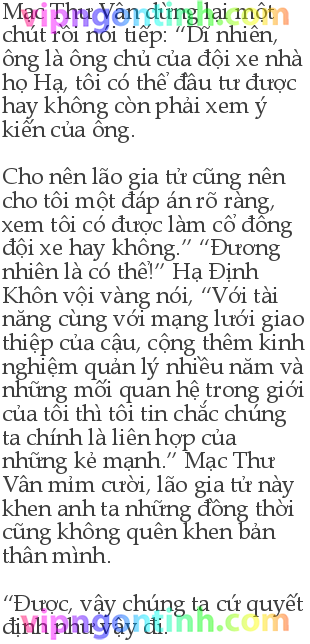 Mạc Thư Vân dừng lại một
chút rồi nói tiếp: “Dĩ nhiên,
ông là ông chủ của đội xe nhà
họ Hạ, tôi có thể đầu tư được
hay không còn phải xem ý
kiến của ông.
Cho nên lão gia tử cũng nên
cho tôi một đáp án rõ ràng,
xem tôi có được làm cổ đông
đội xe hay không.” “Đương
nhiên là có thể!” Hạ Định
Khôn vội vàng nói, “Với tài
năng cùng với mạng lưới giao
thiệp của cậu, cộng thêm kinh
nghiệm quản lý nhiều năm và
những mối quan hệ trong giới
của tôi thì tôi tin chắc chúng
ta chính là liên hợp của
những kẻ mạnh.” Mạc Thư
Vân mỉm cười, lão gia tử này
khen anh ta những đồng thời
cũng không quên khen bản
thân mình.
“Được, vậy chúng ta cứ quyết
định như vậy đi.
vipngontinh.com
vipngontinh.com